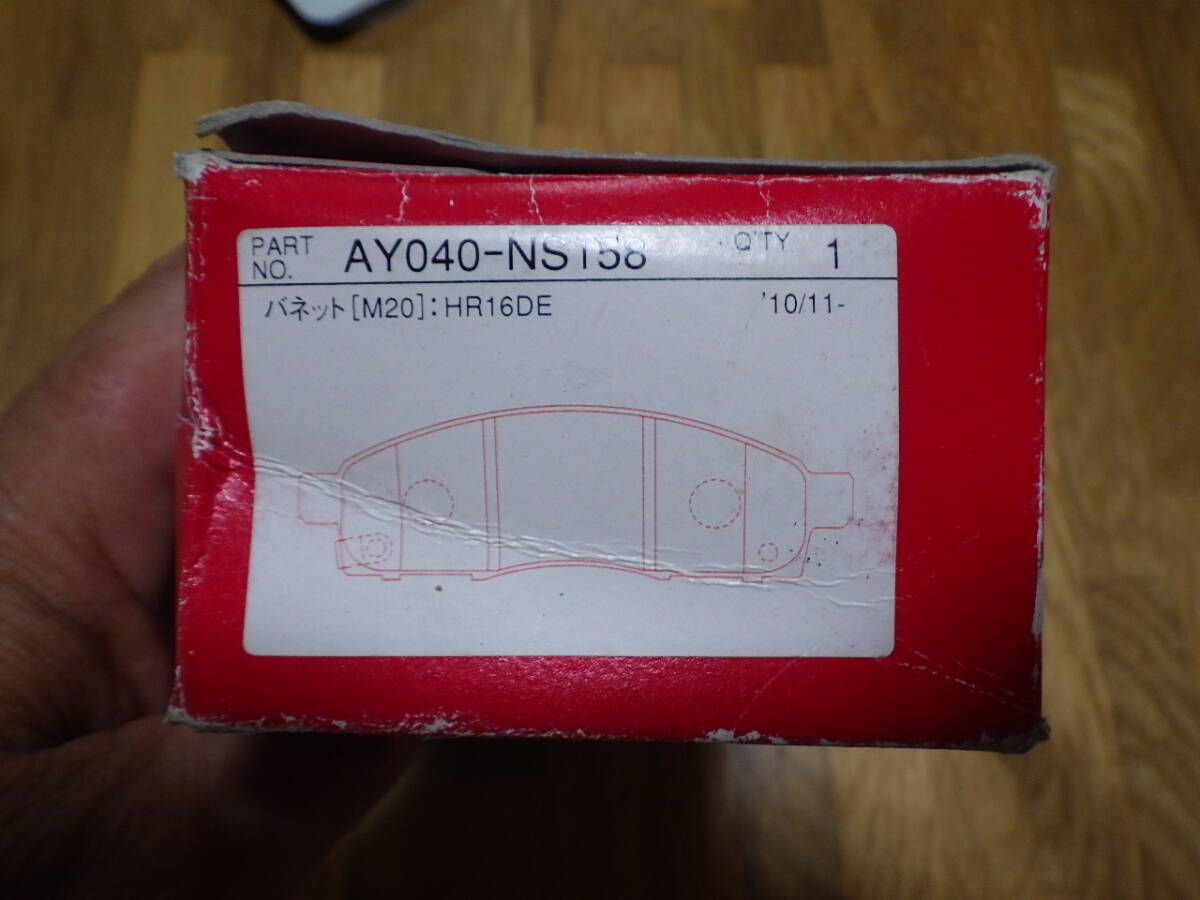 PART NO. AY040-NS158 Q'TY 1
バネット[M20]:HR16DE '10/11-